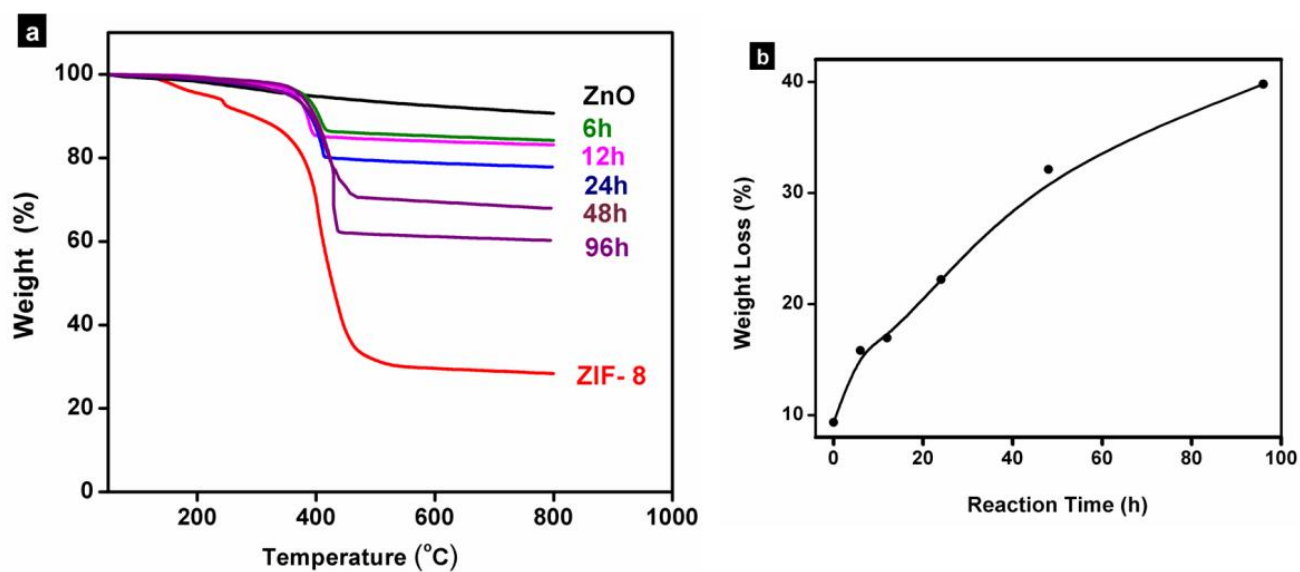 a
Weight (%)
100
80
60
40
20
0
ZnO
6h
12h
24h
48h
96h
ZIF- 8
200 400 600 800 1000
Temperature (°C)
b
Weight Loss (%)
40
30
20
10
0 20 40 60 80 100
Reaction Time (h)